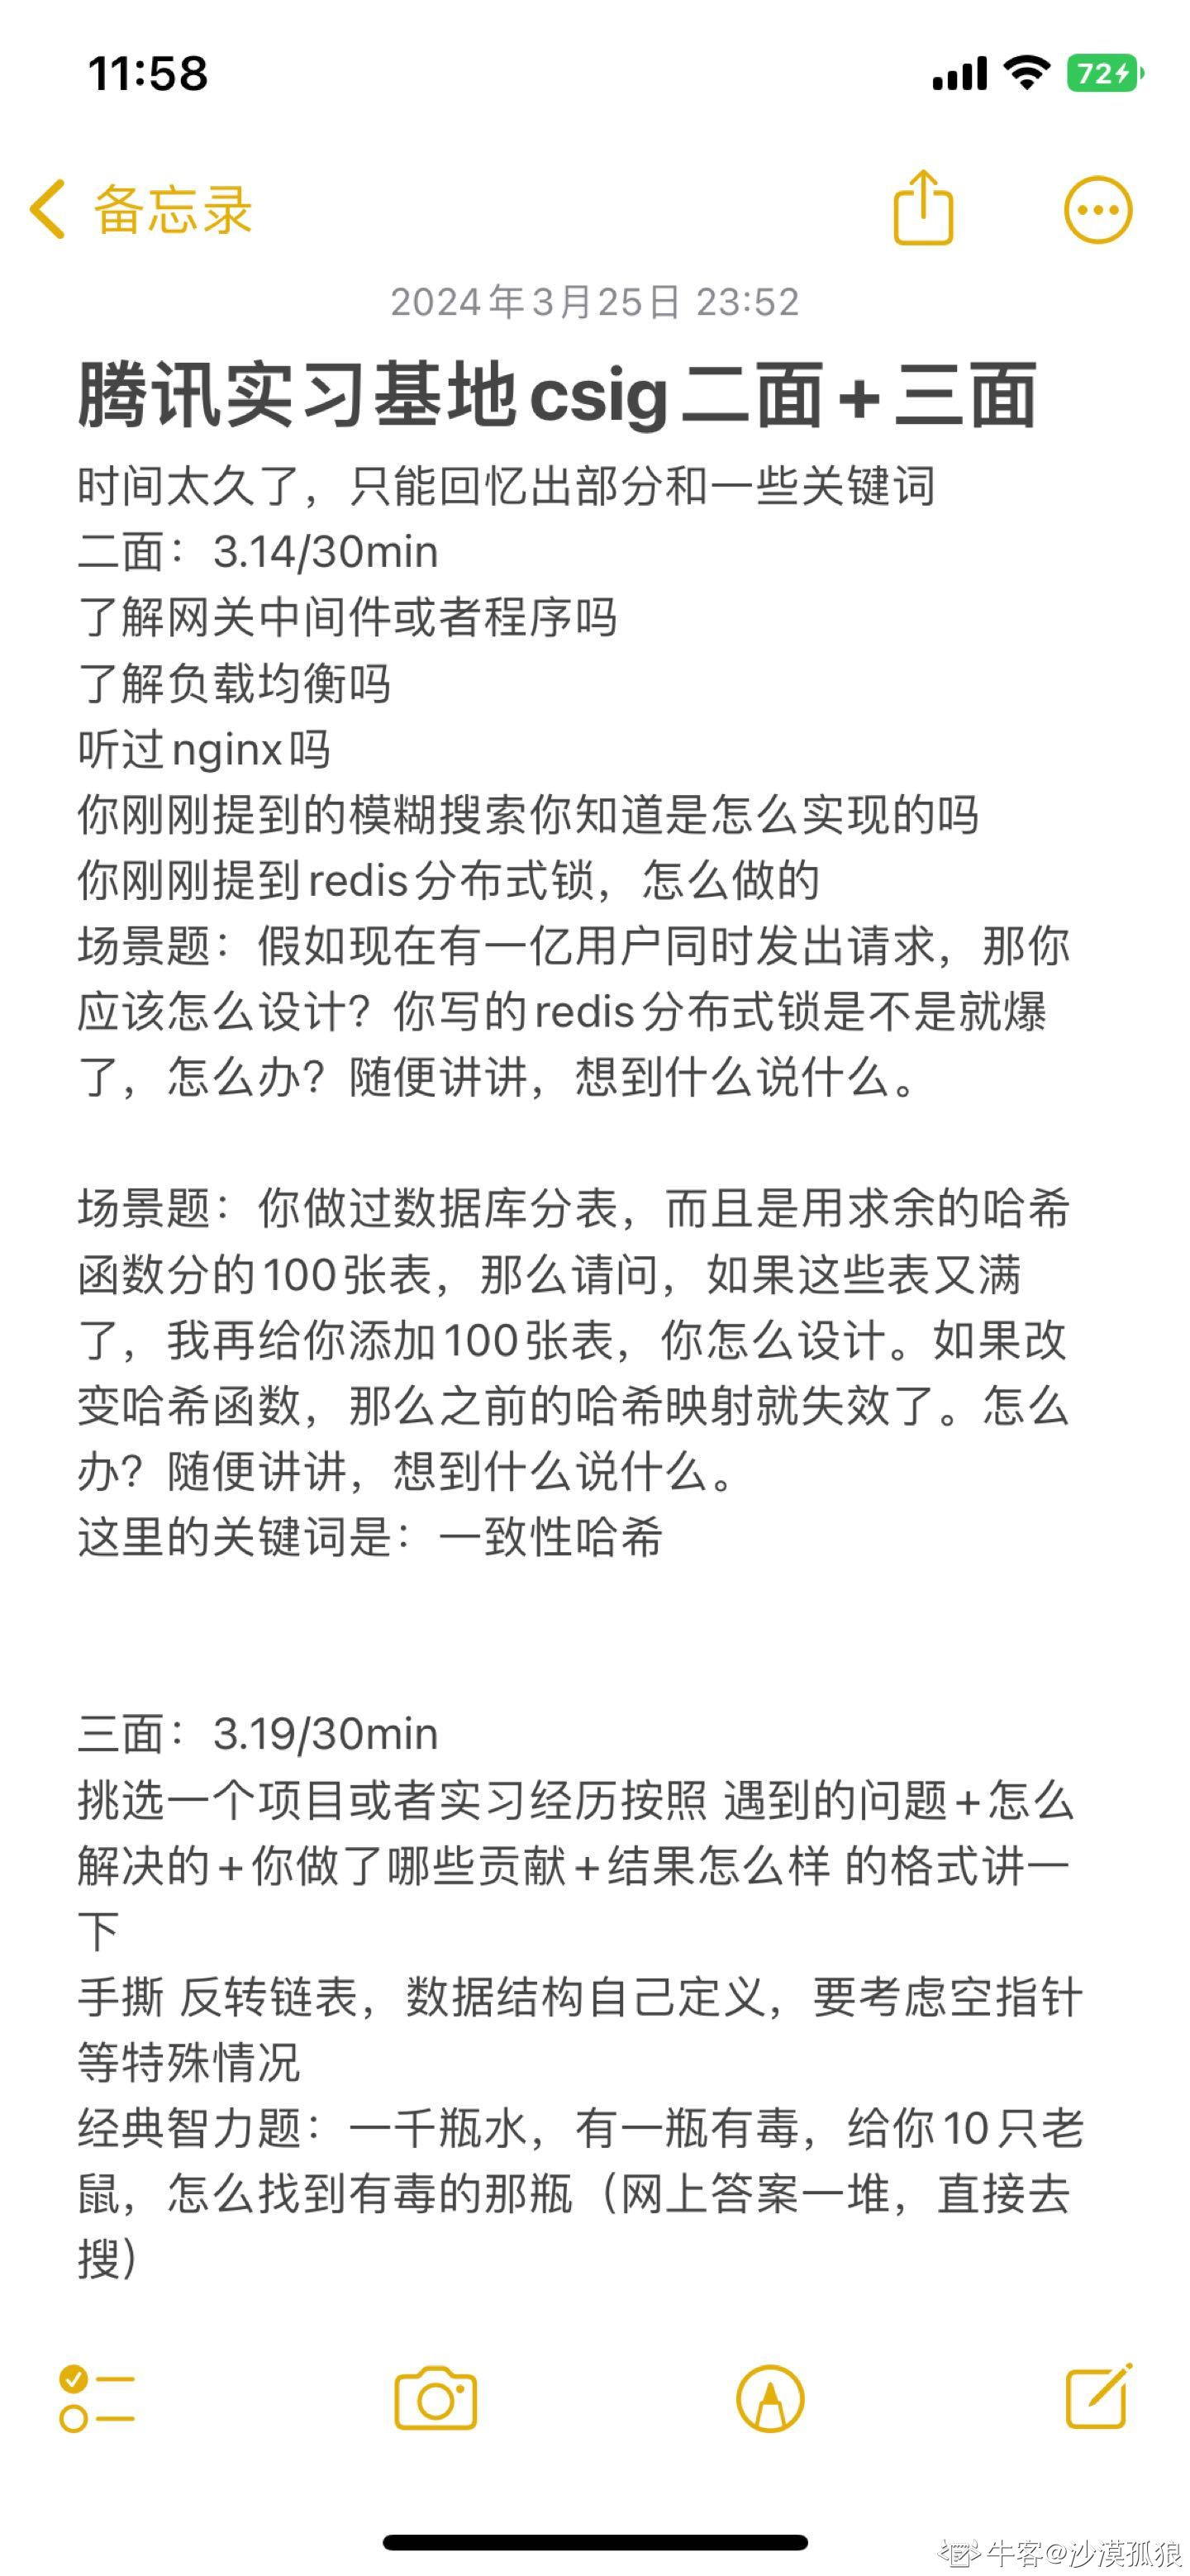 11:58
72
备忘录
2024年3月25日 23:52
腾讯实习基地csig二面+三面
时间太久了，只能回忆出部分和一些关键词
二面：3.14/30min
了解网关中间件或者程序吗
了解负载均衡吗
听过nginx吗
你刚刚提到的模糊搜索你知道是怎么实现的吗
你刚刚提到redis分布式锁，怎么做的
场景题：假如现在有一亿用户同时发出请求，那你
应该怎么设计？你写的redis分布式锁是不是就爆
了，怎么办？随便讲讲，想到什么说什么。
场景题：你做过数据库分表，而且是用求余的哈希
函数分的100张表，那么请问，如果这些表又满
了，我再给你添加100张表，你怎么设计。如果改
变哈希函数，那么之前的哈希映射就失效了。怎么
办？随便讲讲，想到什么说什么。
这里的关键词是：一致性哈希
三面：3.19/30min
挑选一个项目或者实习经历按照 遇到的问题+怎么
解决的+你做了哪些贡献+结果怎么样 的格式讲一
下
手撕 反转链表，数据结构自己定义，要考虑空指针
等特殊情况
经典智力题：一千瓶水，有一瓶有毒，给你10只老
鼠，怎么找到有毒的那瓶（网上答案一堆，直接去
搜）
牛客@沙漠孤狼